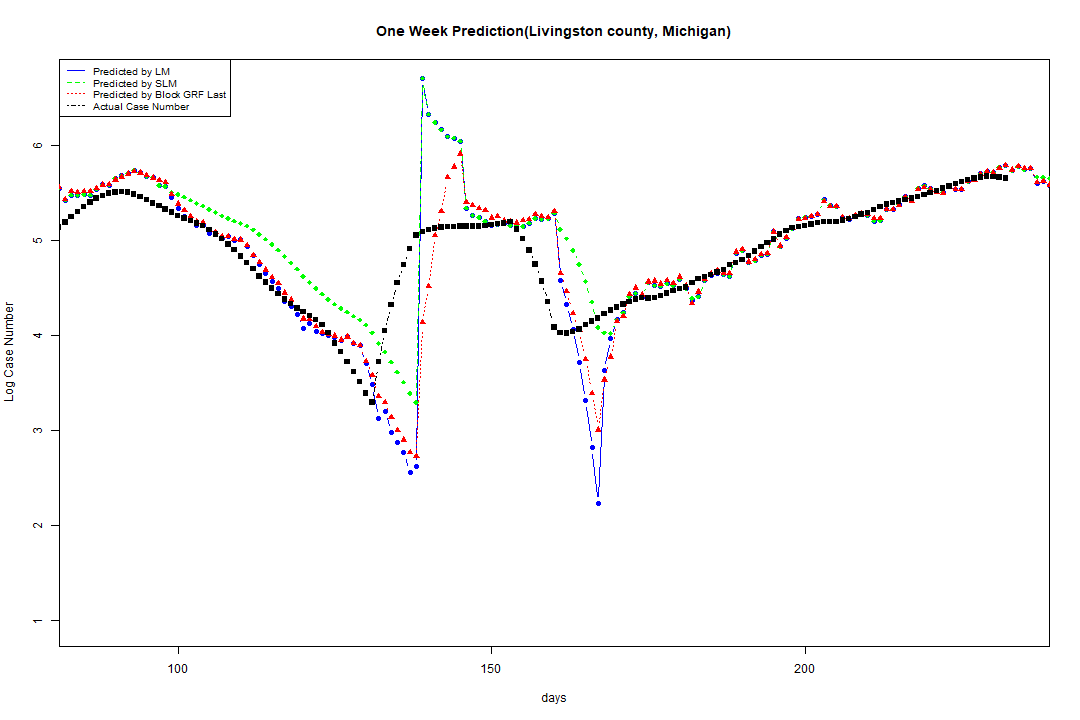 One Week Prediction(Livingston county, Michigan)
Predicted by LM
Predicted by SLM
Predicted by Block GRF Last
Actual Case Number
6
5
4
3
2
1
Log Case Number
100
150
200
days